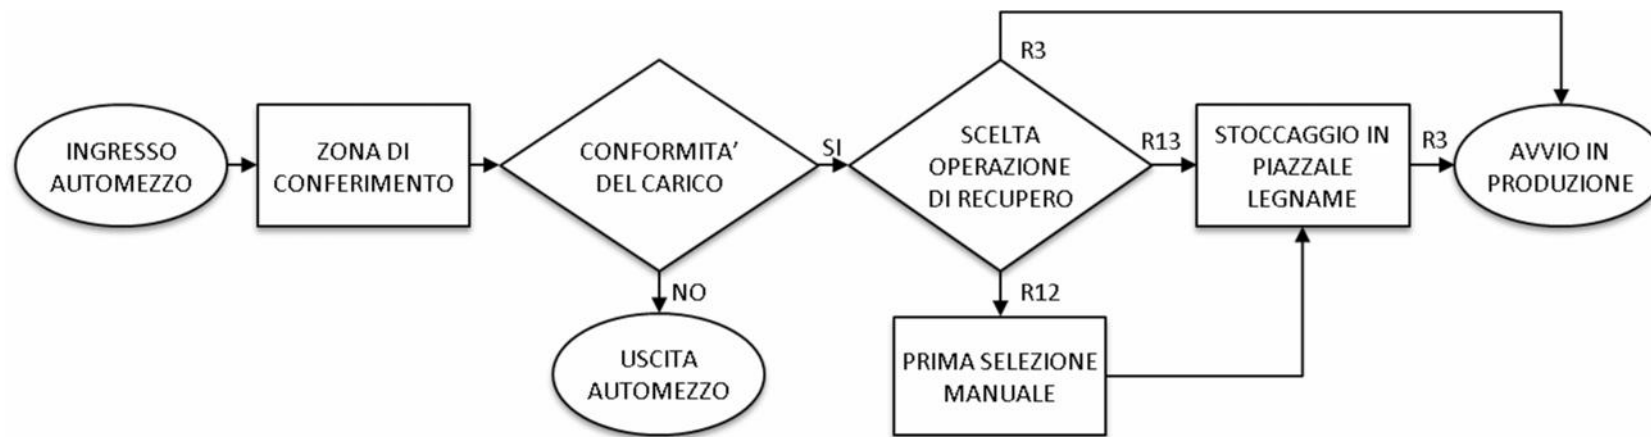 INGRESSO
AUTOMEZZO
ZONA DI
CONFERIMENTO
CONFORMITA'
DEL CARICO
SI
NO
USCITA
AUTOMEZZO
SCELTA
OPERAZIONE
DI RECUPERO
R3
R13
R12
PRIMA SELEZIONE
MANUALE
STOCCAGGIO IN
PIAZZALE
LEGNAME
R3
AVVIO IN
PRODUZIONE